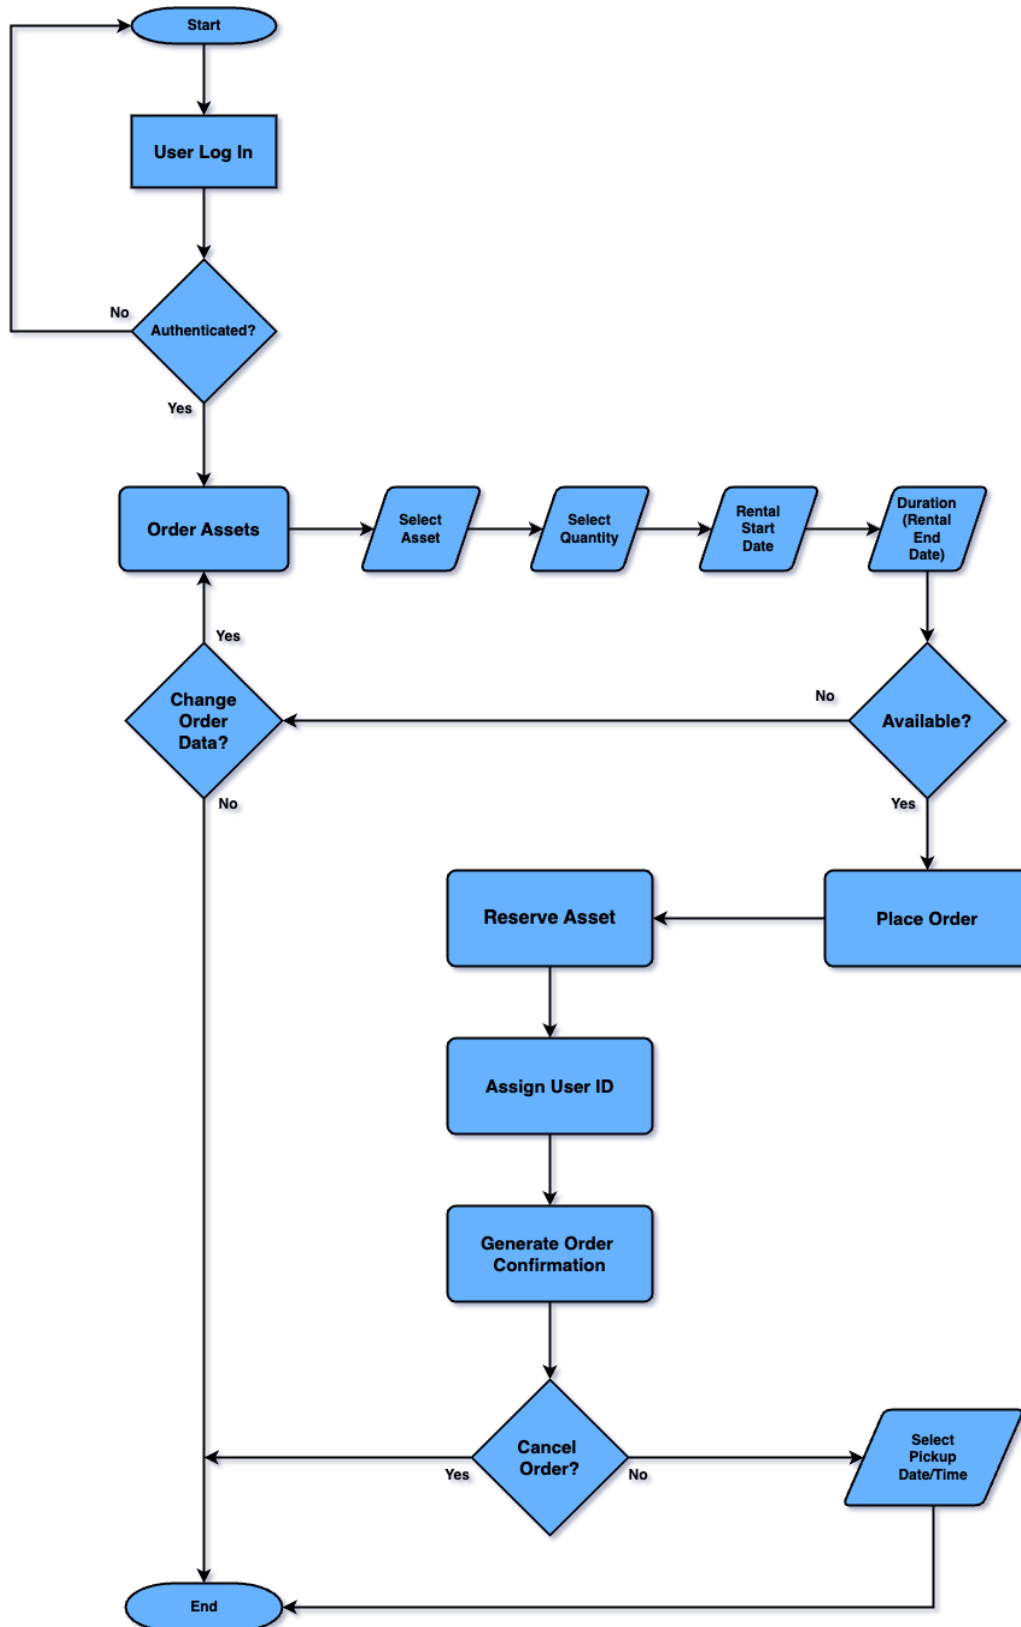 Start
User Log In
No
Authenticated?
Yes
Order Assets
Select
Asset
Select
Quantity
Rental
Start
Date
Duration
(Rental
End
Date)
Yes
Change
Order
Data?
No
No
Available?
Yes
Reserve Asset
Place Order
Assign User ID
Generate Order
Confirmation
Cancel
Order?
Yes
No
Select
Pickup
Date/Time
End